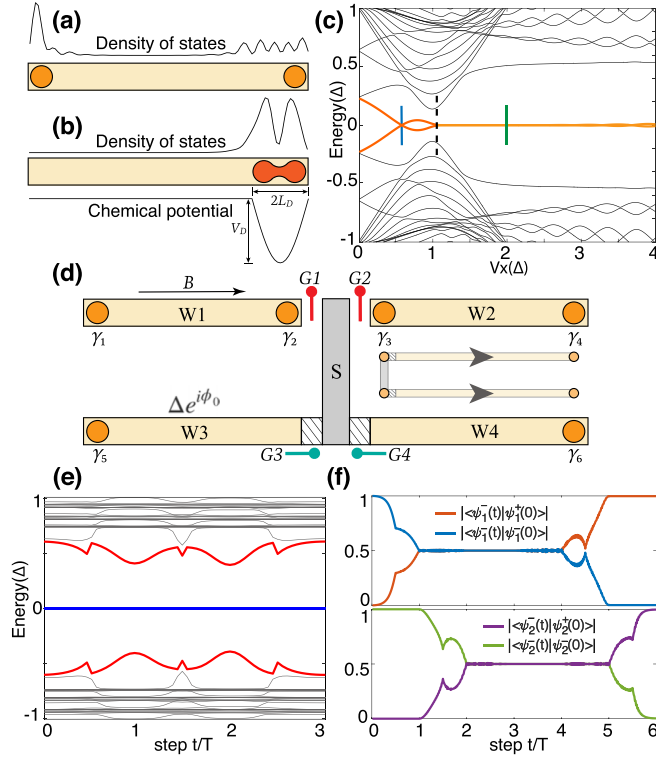 (a)
Density of states
(b)
Density of states
2L_D
Chemical potential
V_D
(c)
Energy(Δ)
1
0.5
0
-0.5
-1
0
1
2
3
4
Vx(Δ)
(d)
B
G1
G2
W1
W2
γ₁
γ₂
γ₃
γ₄
S
Δe^{iϕ₀}
W3
W4
γ₅
G3
G4
γ₆
(e)
Energy(Δ)
1
0
-1
0
1
2
3
step t/T
(f)
1
0.5
0
|<ψ₁⁻(t)|ψ₁⁺(0)>|
|<ψ₁⁻(t)|ψ₁⁻(0)>|
1
0.5
0
|<ψ₂⁻(t)|ψ₂⁺(0)>|
|<ψ₂⁻(t)|ψ₂⁻(0)>|
0
1
2
3
4
5
6
step t/T